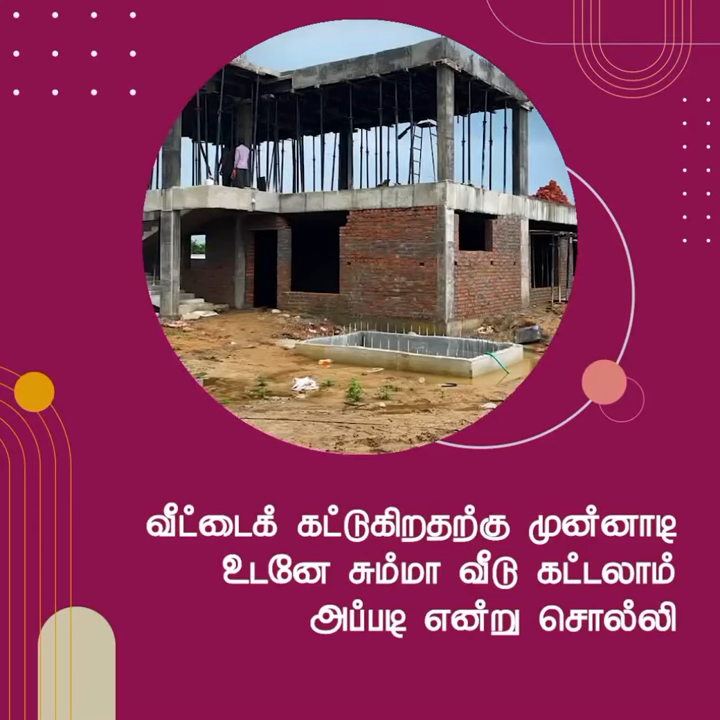 வீட்டைக் கட்டுகிறதற்கு முன்னாடி
உடனே சும்மா வீடு கட்டலாம்
அப்படி என்று சொல்லி